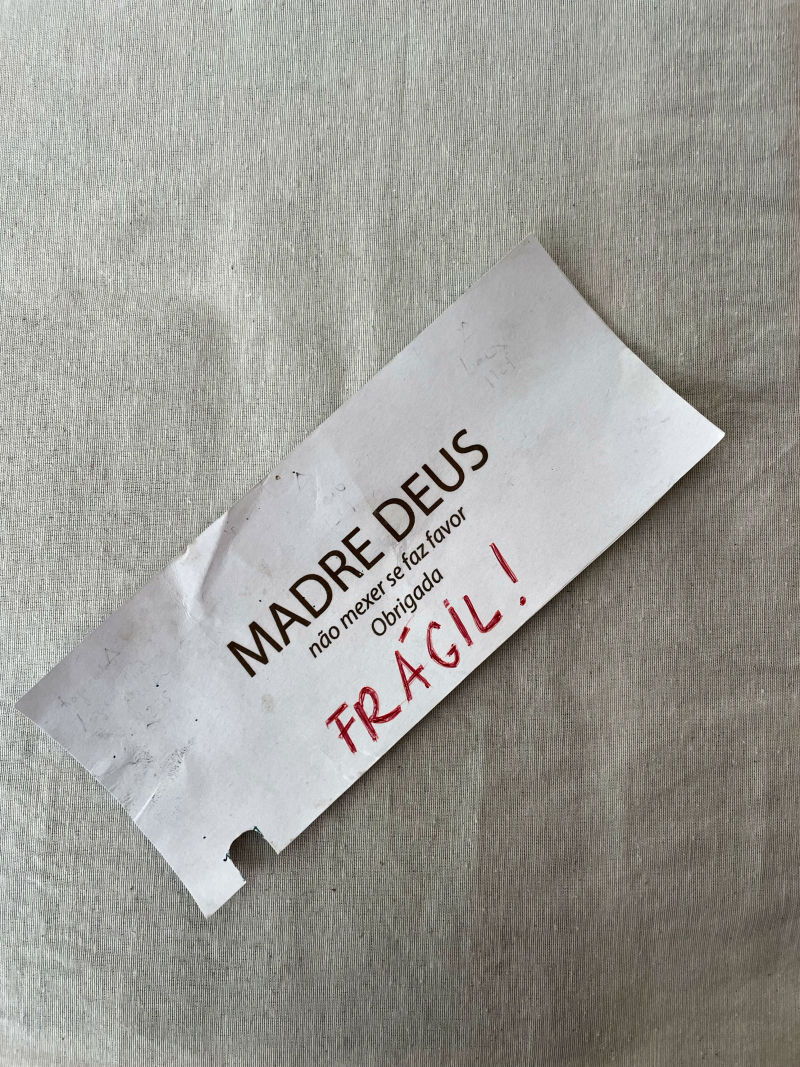 MADRE DEUS
não mexer se faz favor
Obrigada
FRÁGiL!